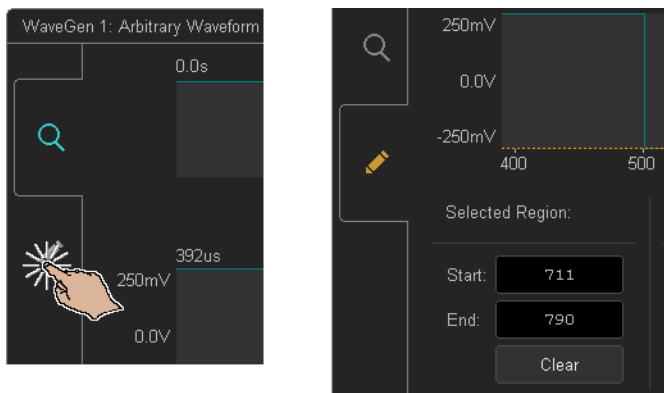 WaveGen 1: Arbitrary Waveform
0.0s
392us
250mV
0.0V
250mV
0.0V
-250mV
400 500
Selected Region:
Start: 711
End: 790
Clear